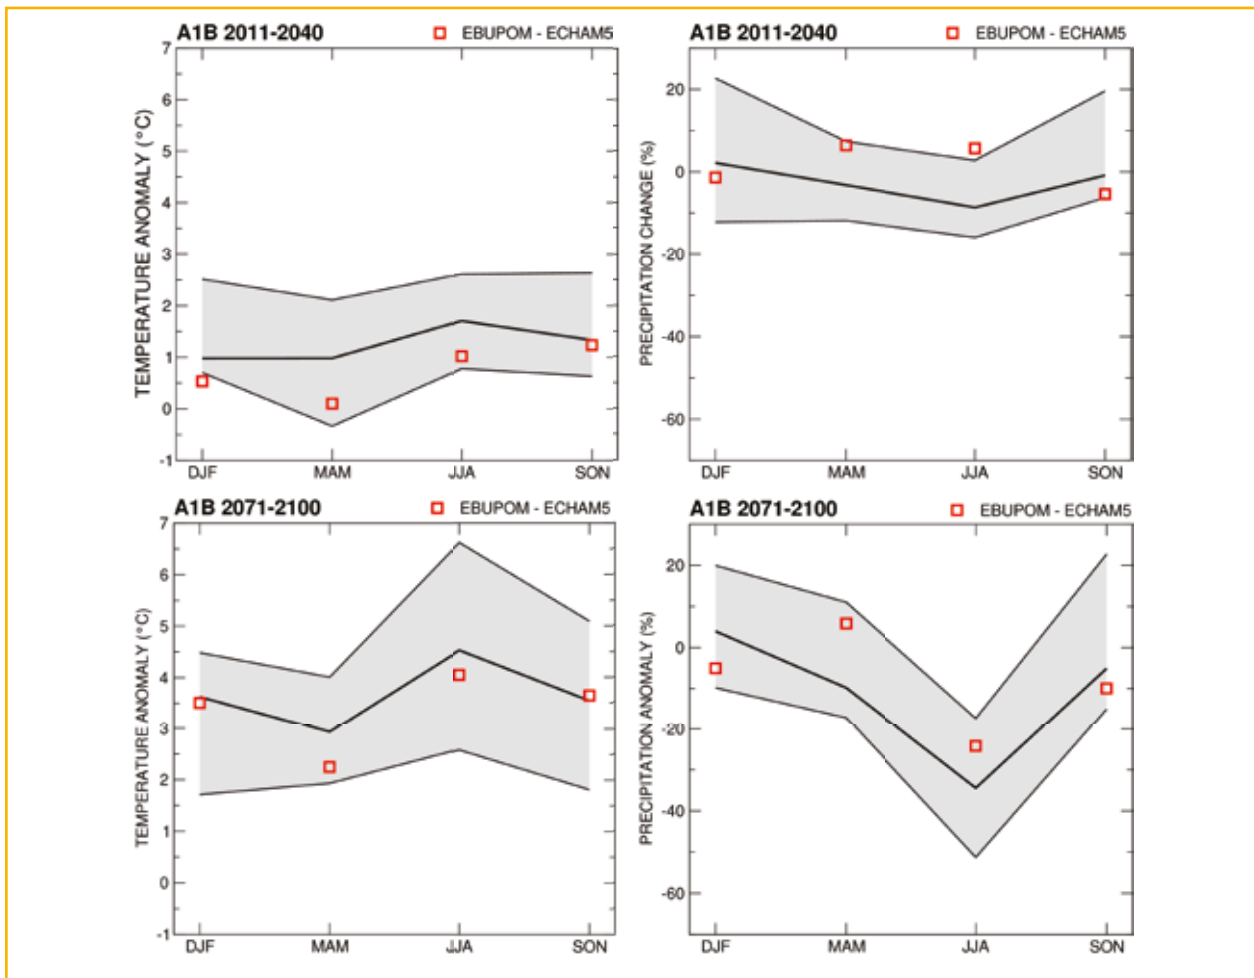 A1B 2011-2040 EBUPOM - ECHAM5
TEMPERATURE ANOMALY (°C)
7
6
5
4
3
2
1
0
-1
DJF MAM JJA SON
A1B 2011-2040 EBUPOM - ECHAM5
PRECIPITATION CHANGE (%)
20
0
-20
-40
-60
DJF MAM JJA SON
A1B 2071-2100 EBUPOM - ECHAM5
TEMPERATURE ANOMALY (°C)
7
6
5
4
3
2
1
0
-1
DJF MAM JJA SON
A1B 2071-2100 EBUPOM - ECHAM5
PRECIPITATION ANOMALY (%)
20
0
-20
-40
-60
DJF MAM JJA SON